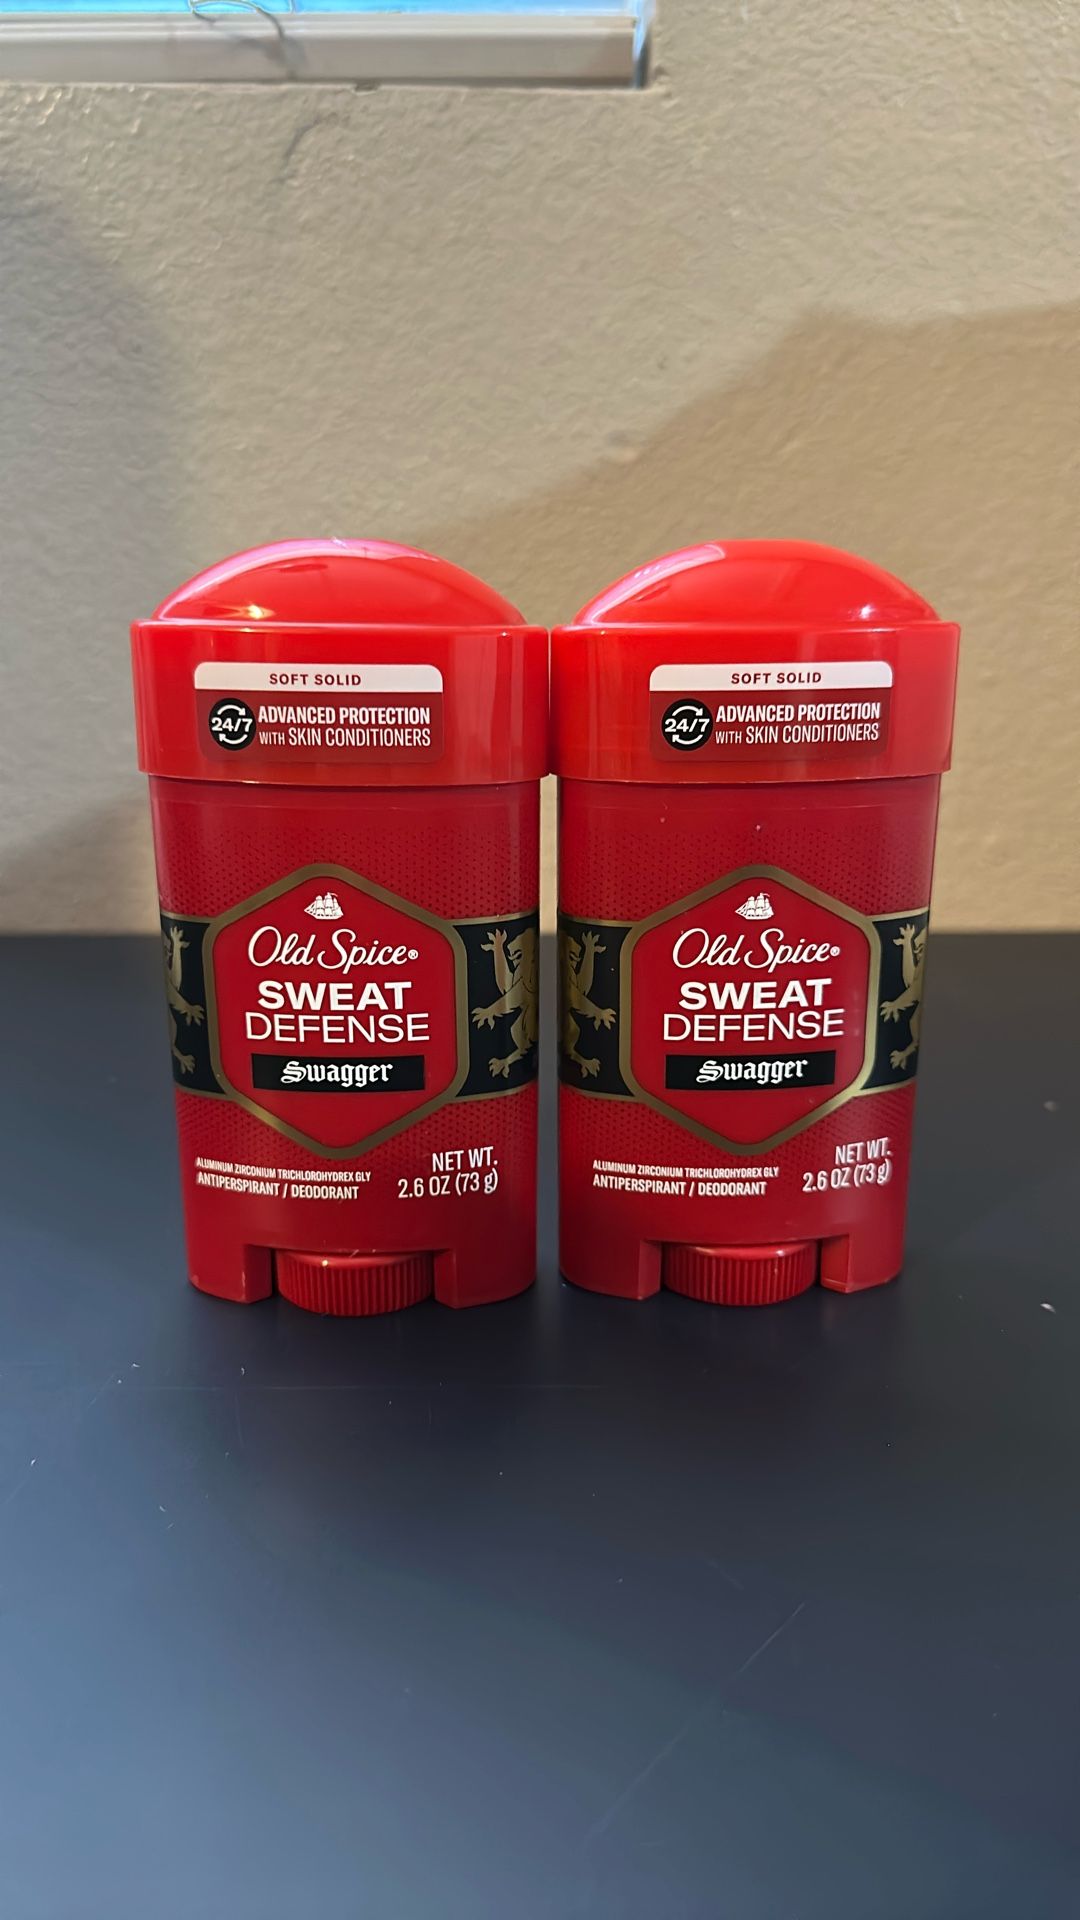 SOFT SOLID
24/7
ADVANCED PROTECTION
WITH SKIN CONDITIONERS
Old Spice®
SWEAT
DEFENSE
Swagger
ALUMINUM ZIRCONIUM TRICHLOROHYDREX GLY
ANTIPERSPIRANT / DEODORANT
NET WT.
2.6 OZ (73 g)
SOFT SOLID
24/7
ADVANCED PROTECTION
WITH SKIN CONDITIONERS
Old Spice®
SWEAT
DEFENSE
Swagger
ALUMINUM ZIRCONIUM TRICHLOROHYDREX GLY
ANTIPERSPIRANT / DEODORANT
NET WT.
2.6 OZ (73 g)